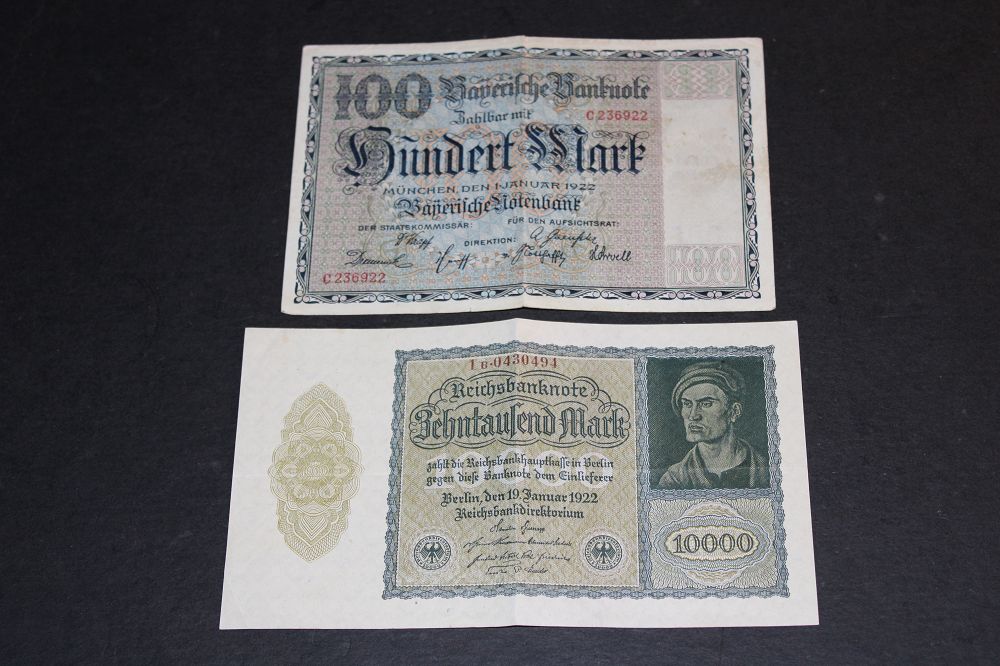 100 Bayerische Banknote
Zahlbar mit C 236922
Hundert Mark
MÜNCHEN, DEN 1. JANUAR 1922
Bayerische Notenbank
DER STAATSKOMMISSÄR: FÜR DEN AUFSICHTSRAT:
DIREKTION:
C 236922
100
I B·0430494
Reichsbanknote
Zehntausend Mark
zahlt die Reichsbankhauptkasse in Berlin
gegen diese Banknote dem Einlieferer
Berlin, den 19. Januar 1922
Reichsbankdirektorium
10000